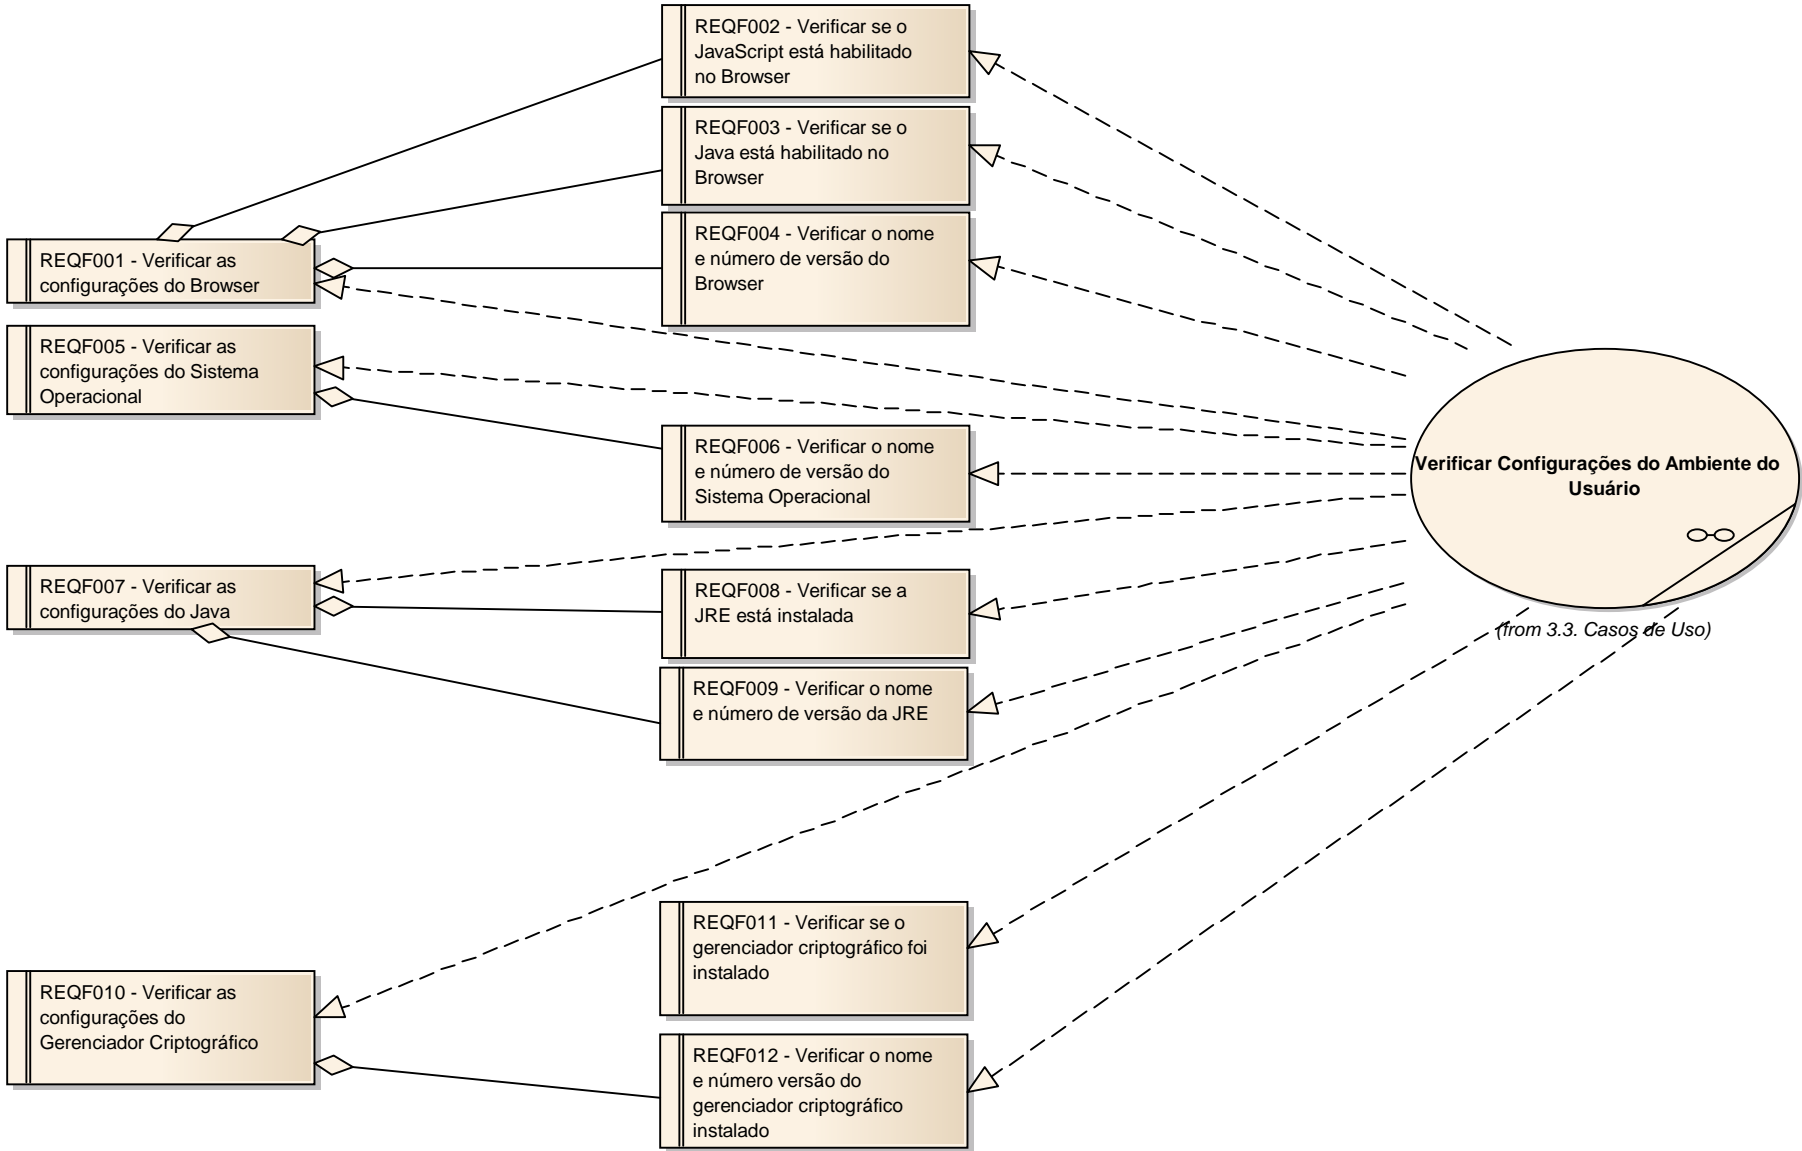 REQF002 - Verificar se o
JavaScript está habilitado
no Browser
REQF003 - Verificar se o
Java está habilitado no
Browser
REQF004 - Verificar o nome
e número de versão do
Browser
REQF001 - Verificar as
configurações do Browser
REQF005 - Verificar as
configurações do Sistema
Operacional
REQF006 - Verificar o nome
e número de versão do
Sistema Operacional
Verificar Configurações do Ambiente do
Usuário
(from 3.3. Casos de Uso)
REQF007 - Verificar as
configurações do Java
REQF008 - Verificar se a
JRE está instalada
REQF009 - Verificar o nome
e número de versão da JRE
REQF011 - Verificar se o
gerenciador criptográfico foi
instalado
REQF010 - Verificar as
configurações do
Gerenciador Criptográfico
REQF012 - Verificar o nome
e número versão do
gerenciador criptográfico
instalado